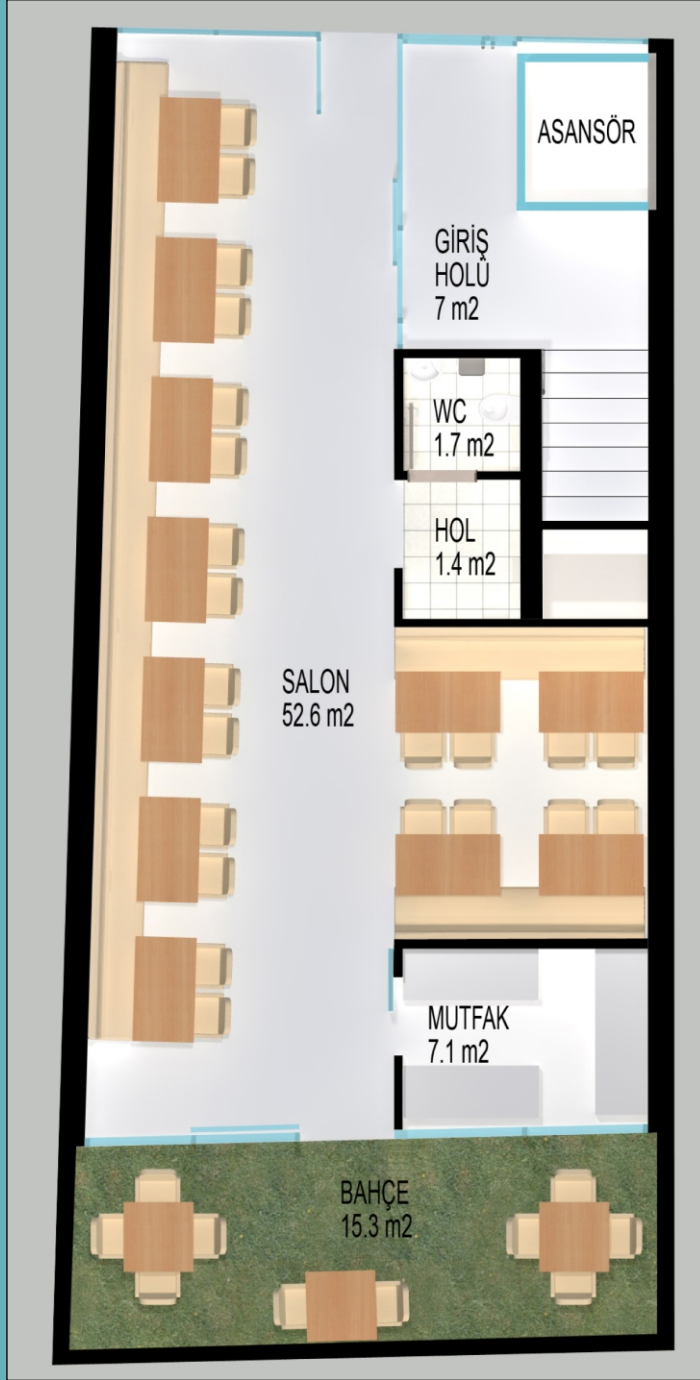 ASANSÖR
GİRİŞ
HOLÜ
7 m2
WC
1.7 m2
HOL
1.4 m2
SALON
52.6 m2
MUTFAK
7.1 m2
BAHÇE
15.3 m2